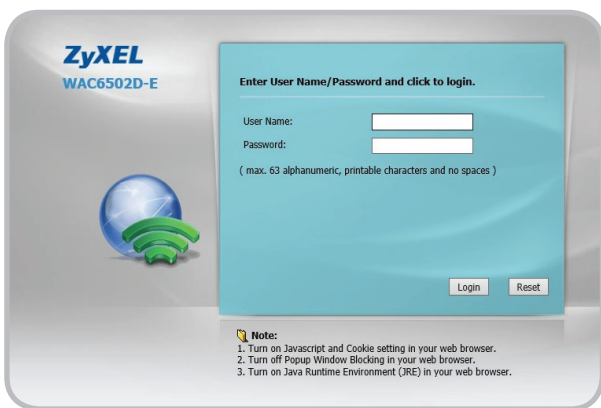 ZyXEL
WAC6502D-E
Enter User Name/Password and click to login.
User Name:
Password:
( max. 63 alphanumeric, printable characters and no spaces )
Login Reset
Note:
1. Turn on Javascript and Cookie setting in your web browser.
2. Turn off Popup Window Blocking in your web browser.
3. Turn on Java Runtime Environment (JRE) in your web browser.